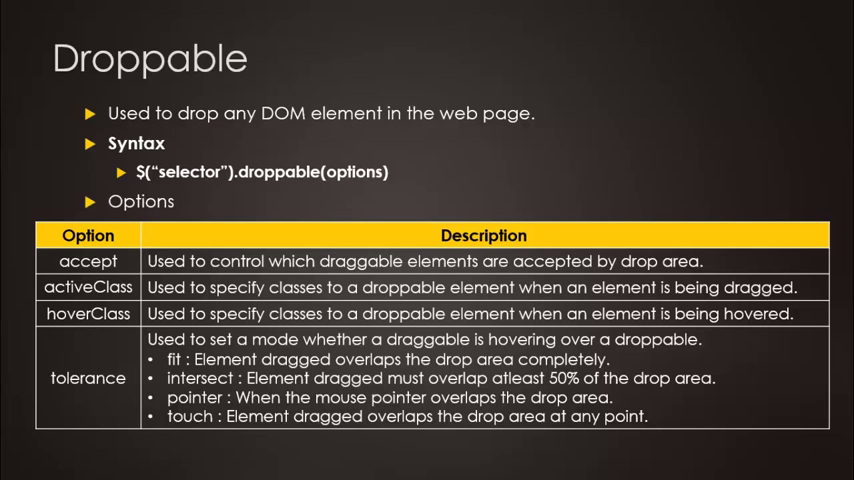 Droppable
Used to drop any DOM element in the web page.
Syntax
$(“selector”).droppable(options)
Options
Option Description
accept Used to control which draggable elements are accepted by drop area.
activeClass Used to specify classes to a droppable element when an element is being dragged.
hoverClass Used to specify classes to a droppable element when an element is being hovered.
tolerance Used to set a mode whether a draggable is hovering over a droppable.
• fit : Element dragged overlaps the drop area completely.
• intersect : Element dragged must overlap atleast 50% of the drop area.
• pointer : When the mouse pointer overlaps the drop area.
• touch : Element dragged overlaps the drop area at any point.